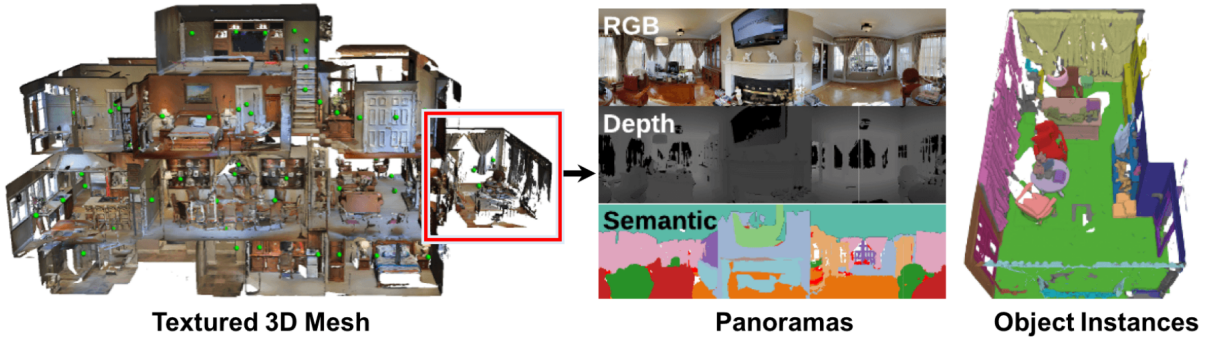 RGB
Depth
Semantic
Textured 3D Mesh
Panoramas
Object Instances